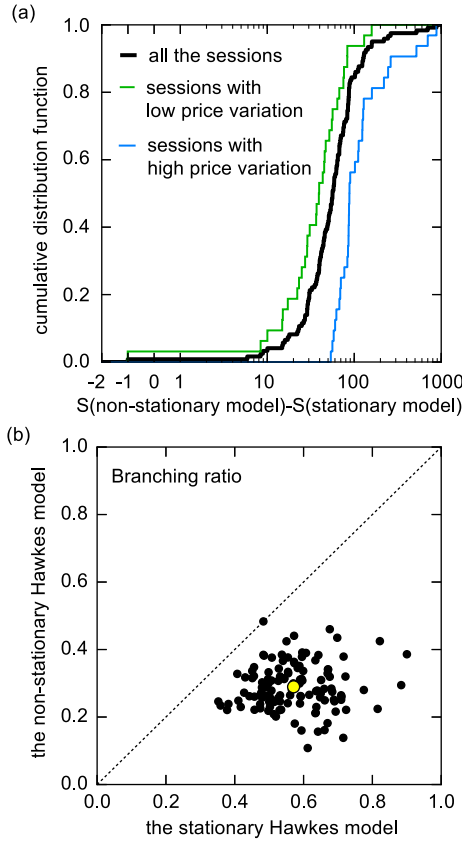 (a)
cumulative distribution function
1.0
0.8
0.6
0.4
0.2
0.0
all the sessions
sessions with
low price variation
sessions with
high price variation
-2 -1 0 1 10 100 1000
S(non-stationary model)-S(stationary model)
(b)
the non-stationary Hawkes model
1.0
0.8
0.6
0.4
0.2
0.0
Branching ratio
0.0 0.2 0.4 0.6 0.8 1.0
the stationary Hawkes model